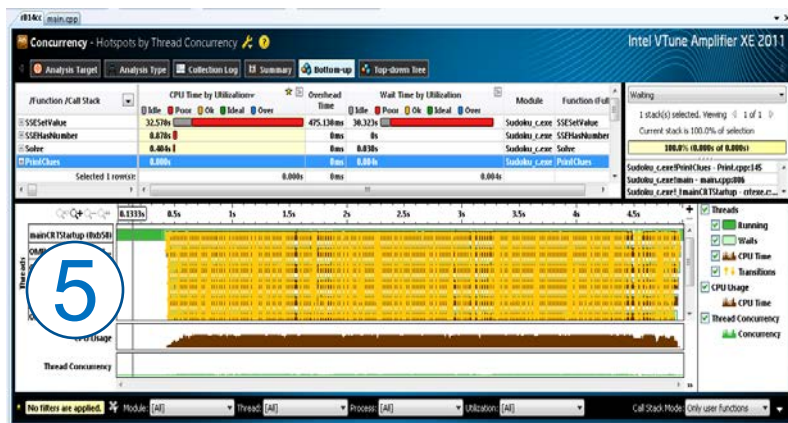 r014cc main.cpp
Concurrency - Hotspots by Thread Concurrency
Intel VTune Amplifier XE 2011
Analysis Target Analysis Type Collection Log Summary Bottom-up Top-down Tree
/Function /Call Stack
CPU Time by Utilization
Idle Poor Ok Ideal Over
Overhead Time
Wait Time by Utilization
Idle Poor Ok Ideal Over
Module
Function (Full
SSESetValue 32.570s 475.130ms 30.323s Sudoku_c.exe SSESetValue
SSEHasNumber 0.878s 0ms 0s Sudoku_c.exe SSEHasNumber
Solve 0.404s 0ms 0.030s Sudoku_c.exe Solve
PrintClues 0.000s 0ms 0.004s Sudoku_c.exe PrintClues
Selected 1 row(s): 0.000s 0ms 0.004s
Waiting
1 stack(s) selected. Viewing 1 of 1
Current stack is 100.0% of selection
100.0% (0.000s of 0.000s)
Sudoku_c.exe!PrintClues - Print.cpp:145
Sudoku_c.exe!main - main.cpp:806
Sudoku_c.exe!_tmainCRTStartup - crtexe.c:...
0.1333s 0.5s 1s 1.5s 2s 2.5s 3s 3.5s 4s 4.5s
Threads
mainCRTStartup (0xb58)
5
CPU Usage
Thread Concurrency
Threads
Running
Waits
CPU Time
Transitions
CPU Usage
CPU Time
Thread Concurrency
Concurrency
No filters are applied. Module: [All] Thread: [All] Process: [All] Utilization: [All] Call Stack Mode: Only user functions